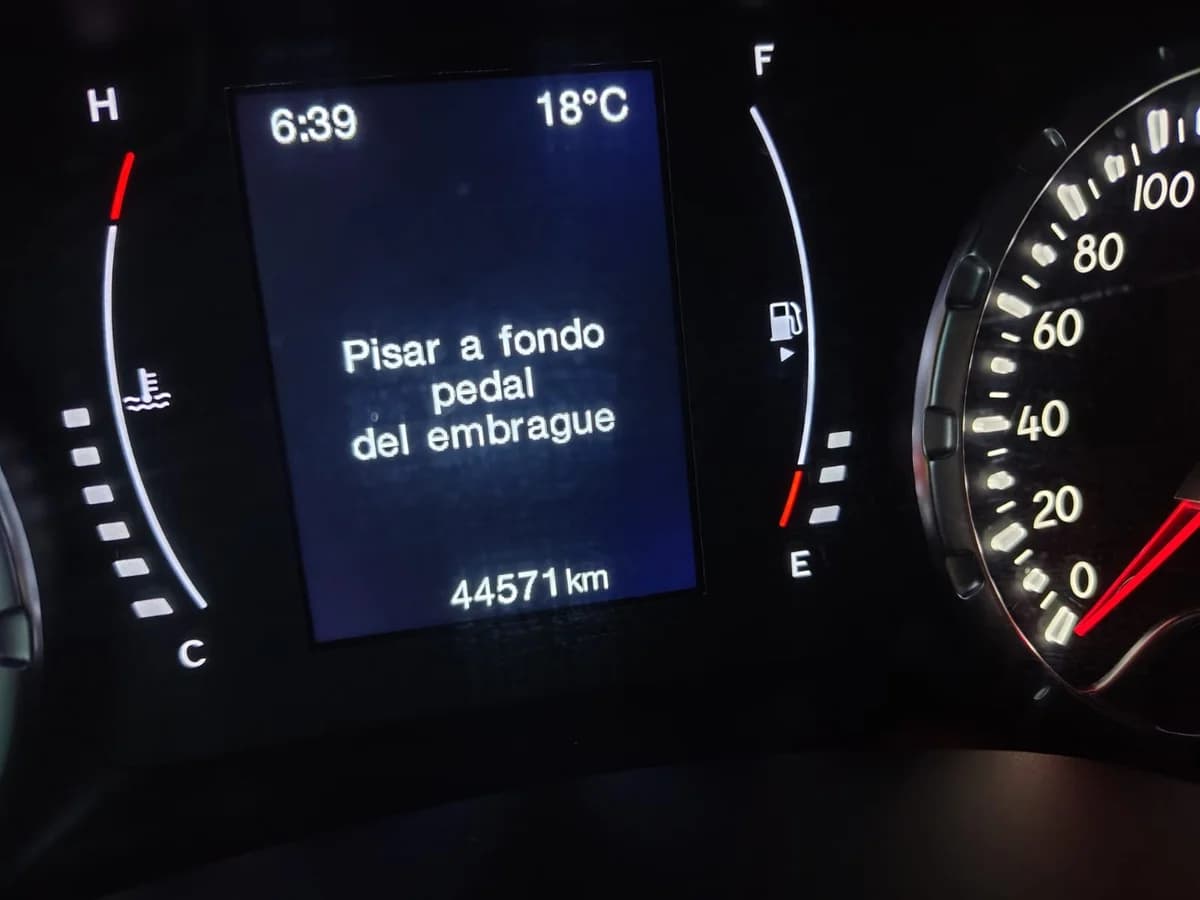 H
F
6:39 18°C
100
80
Pisar a fondo
pedal
del embrague
60
40
20
0
44571 km
E
C